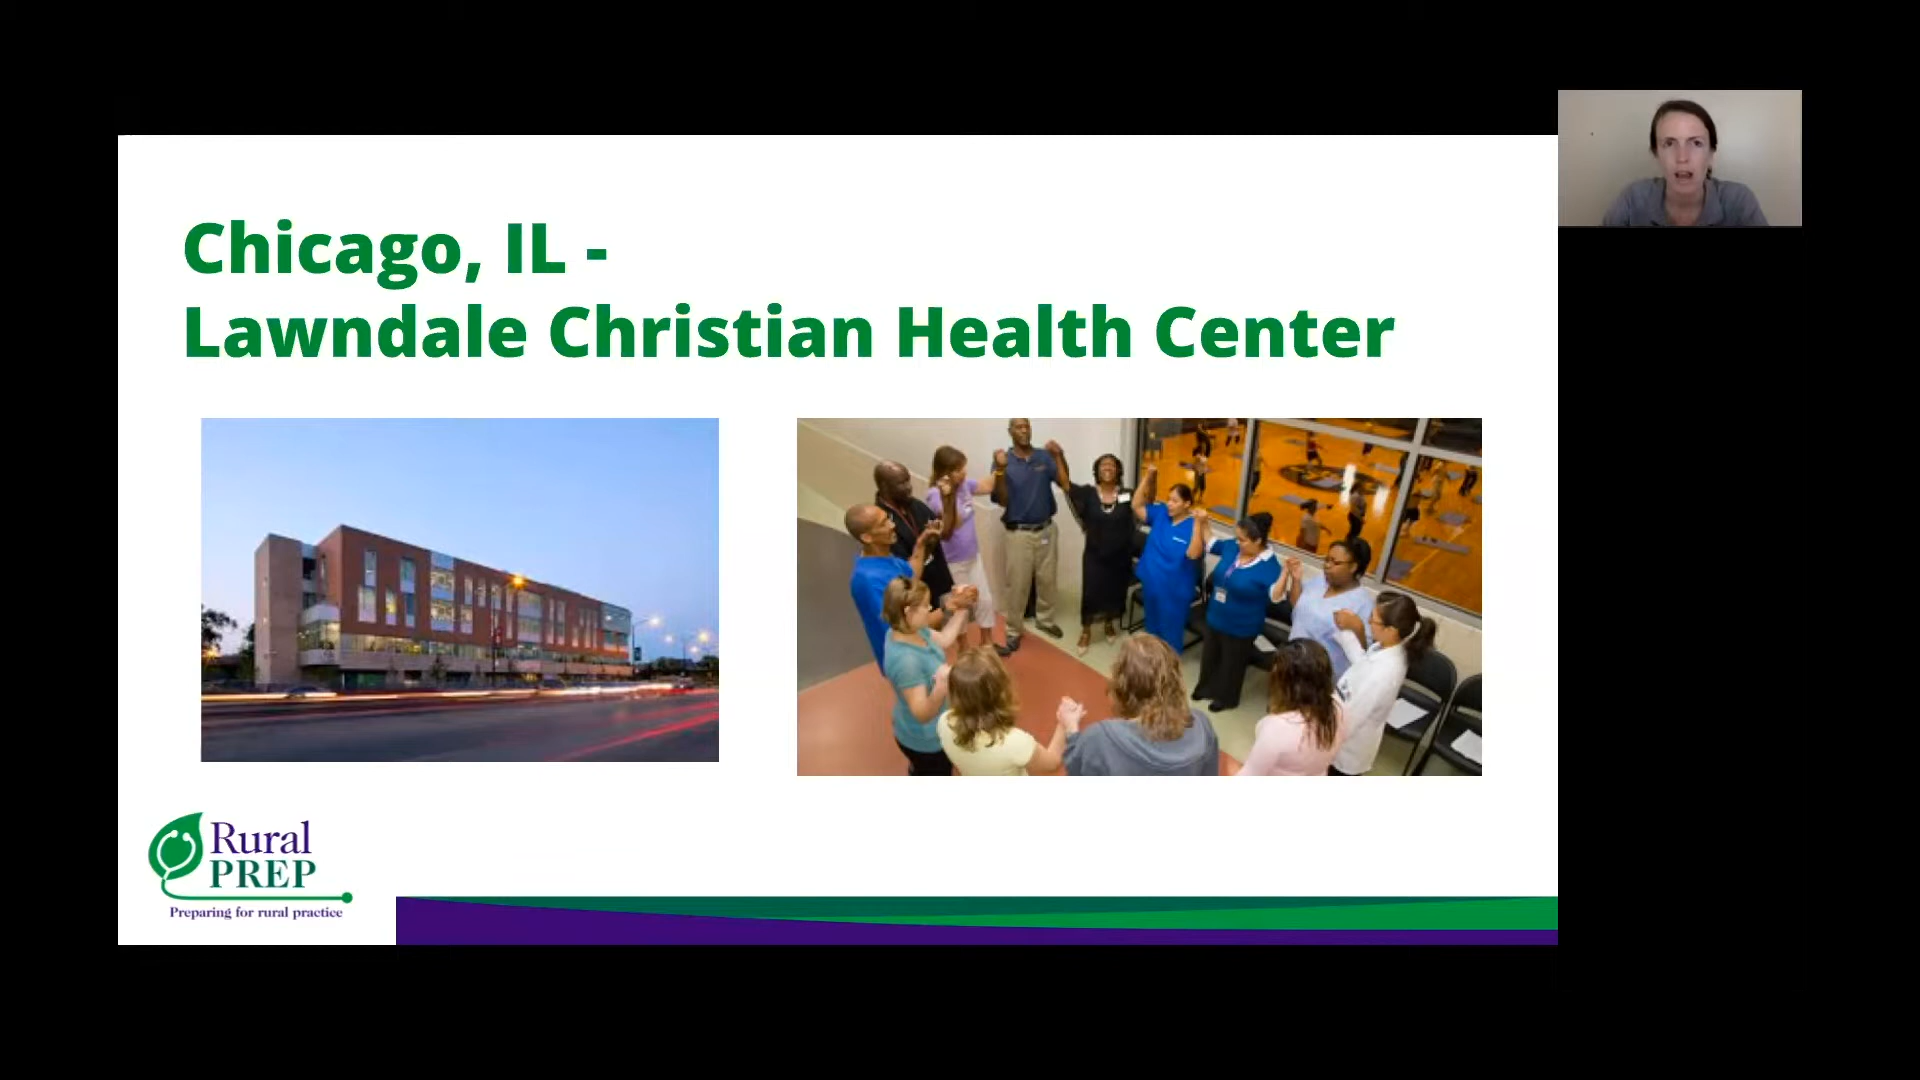 Chicago, IL -
Lawndale Christian Health Center
Rural
PREP
Preparing for rural practice